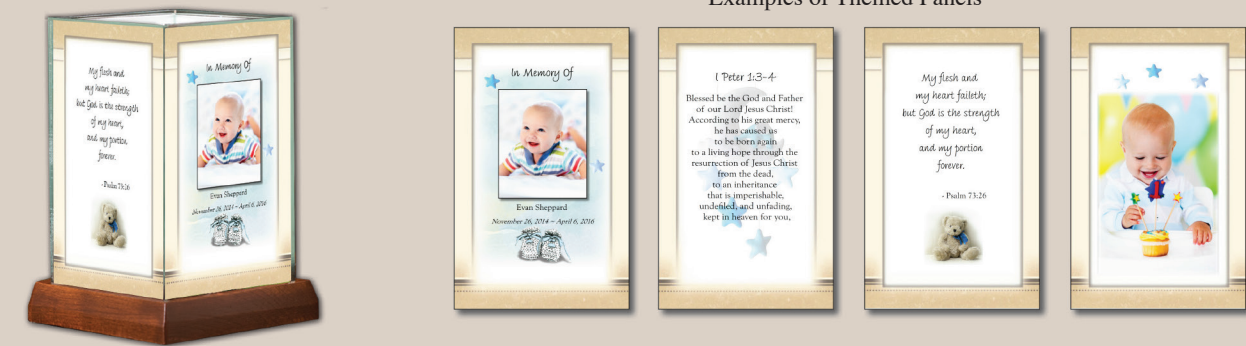 Examples of Themed Panels
My flesh and
my heart faileth;
but God is the strength
of my heart,
and my portion
forever.
-Psalm 73:26
In Memory Of
Evan Sheppard
November 26, 2014 ~ April 6, 2016
In Memory Of
Evan Sheppard
November 26, 2014 ~ April 6, 2016
1 Peter 1:3-4
Blessed be the God and Father
of our Lord Jesus Christ!
According to his great mercy,
he has caused us
to be born again
to a living hope through the
resurrection of Jesus Christ
from the dead,
to an inheritance
that is imperishable,
undefiled, and unfading,
kept in heaven for you,
My flesh and
my heart faileth;
but God is the strength
of my heart,
and my portion
forever.
- Psalm 73:26